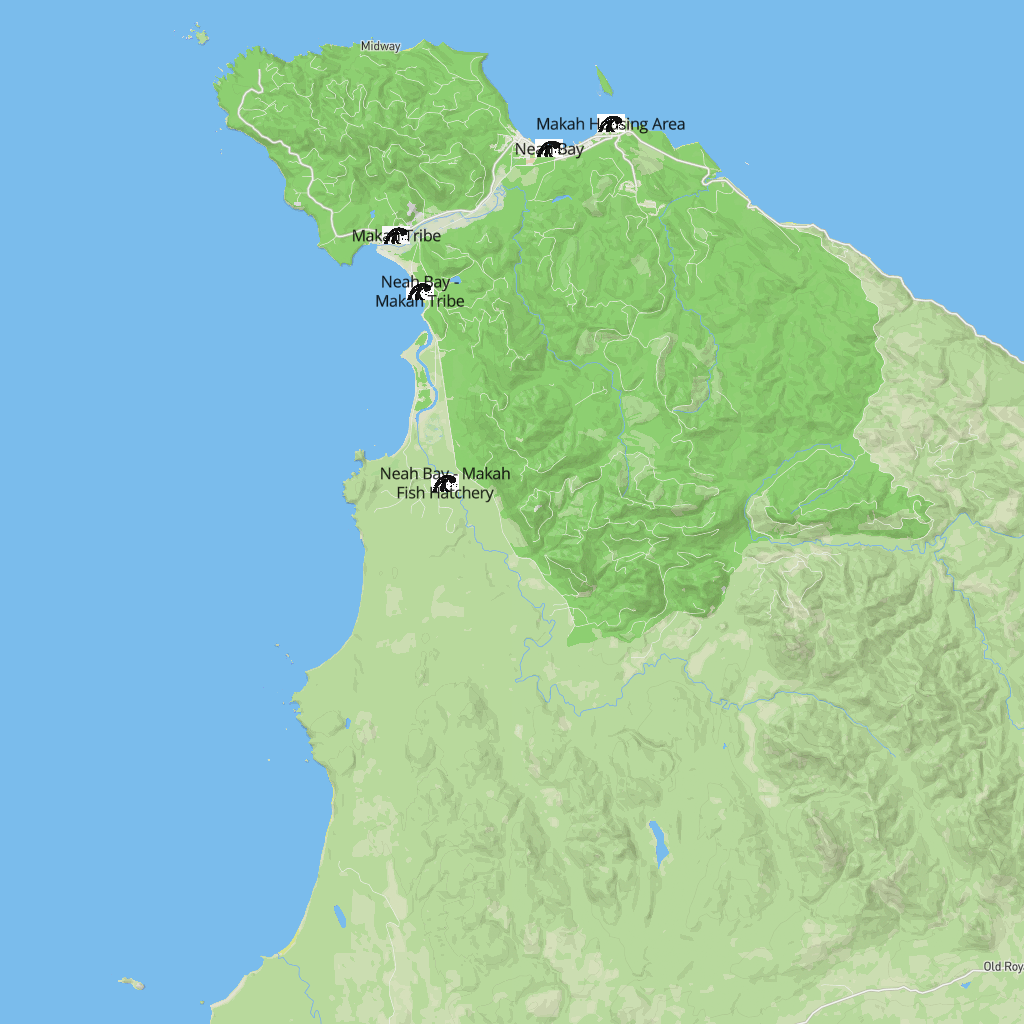 Midway
Makah Housing Area
Neah Bay
Makah Tribe
Neah Bay -
Makah Tribe
Neah Bay - Makah
Fish Hatchery
Old Roya